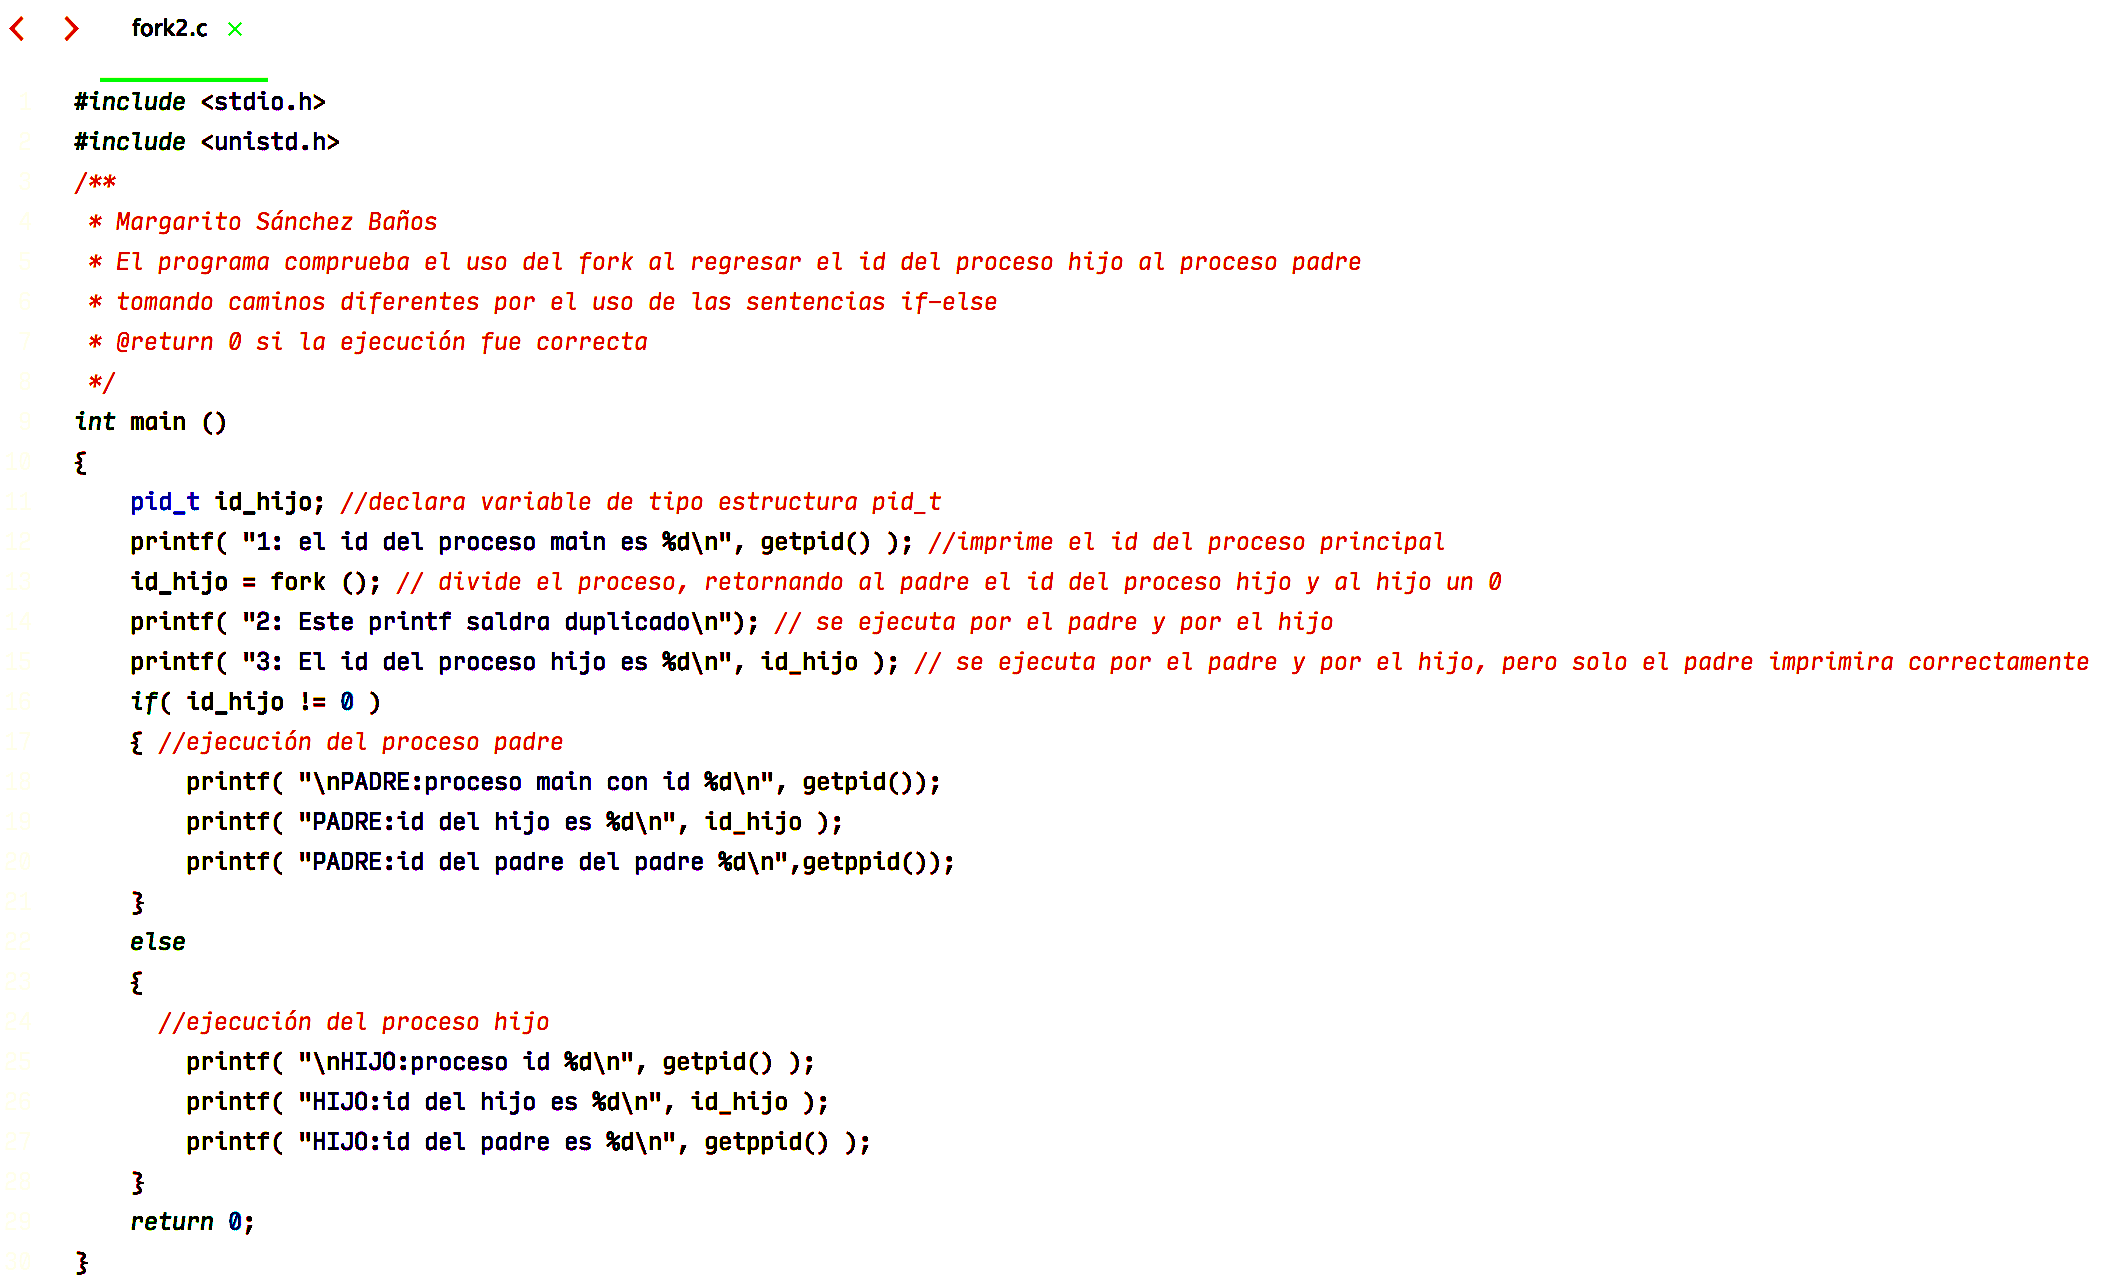 fork2.c
#include <stdio.h>
#include <unistd.h>
/**
 * Margarito Sánchez Baños
 * El programa comprueba el uso del fork al regresar el id del proceso hijo al proceso padre
 * tomando caminos diferentes por el uso de las sentencias if-else
 * @return 0 si la ejecución fue correcta
 */
int main ()
{
    pid_t id_hijo; //declara variable de tipo estructura pid_t
    printf( "1: el id del proceso main es %d\n", getpid() ); //imprime el id del proceso principal
    id_hijo = fork (); // divide el proceso, retornando al padre el id del proceso hijo y al hijo un 0
    printf( "2: Este printf saldra duplicado\n"); // se ejecuta por el padre y por el hijo
    printf( "3: El id del proceso hijo es %d\n", id_hijo ); // se ejecuta por el padre y por el hijo, pero solo el padre imprimira correctamente
    if( id_hijo != 0 )
    { //ejecución del proceso padre
        printf( "\nPADRE:proceso main con id %d\n", getpid());
        printf( "PADRE:id del hijo es %d\n", id_hijo );
        printf( "PADRE:id del padre del padre %d\n",getppid());
    }
    else
    {
      //ejecución del proceso hijo
        printf( "\nHIJO:proceso id %d\n", getpid() );
        printf( "HIJO:id del hijo es %d\n", id_hijo );
        printf( "HIJO:id del padre es %d\n", getppid() );
    }
    return 0;
}